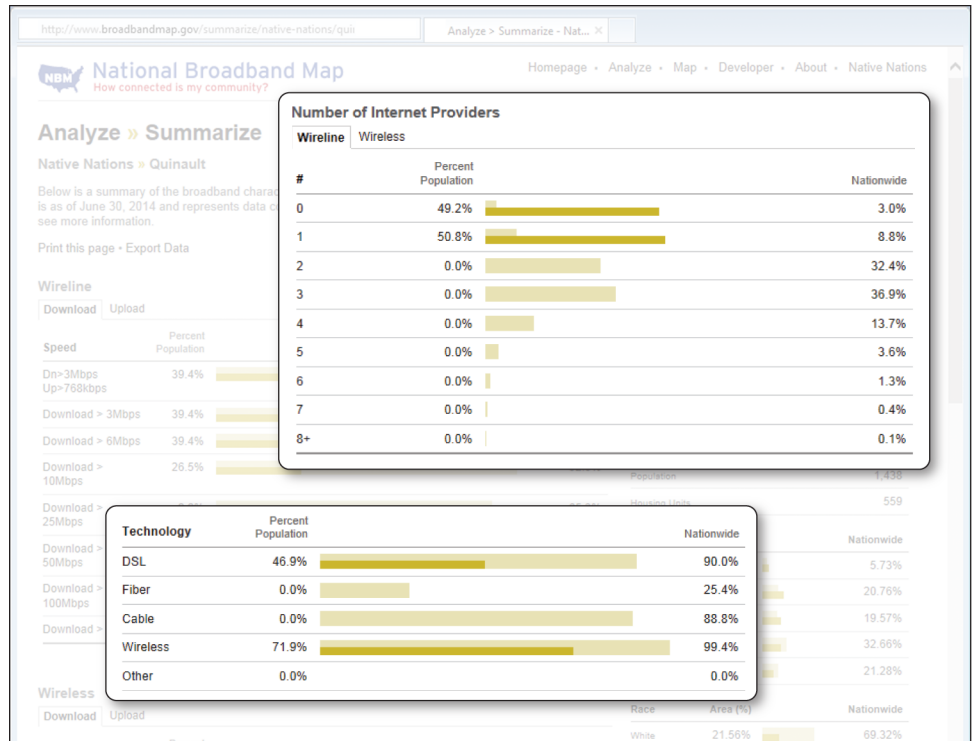 http://www.broadbandmap.gov/summarize/native-nations/qui
Analyze > Summarize - Nat... ×
NBM
National Broadband Map
How connected is my community?
Homepage • Analyze • Map • Developer • About • Native Nations
Analyze » Summarize
Native Nations » Quinault
Below is a summary of the broadband charac
is as of June 30, 2014 and represents data c
see more information.
Print this page • Export Data
Wireline
Download Upload
Speed Percent Population
Dn>3Mbps Up>768kbps 39.4%
Download > 3Mbps 39.4%
Download > 6Mbps 39.4%
Download > 10Mbps 26.5%
Download > 25Mbps
Download > 50Mbps
Download > 100Mbps
Download >
Number of Internet Providers
Wireline Wireless
# Percent Population Nationwide
0 49.2% 3.0%
1 50.8% 8.8%
2 0.0% 32.4%
3 0.0% 36.9%
4 0.0% 13.7%
5 0.0% 3.6%
6 0.0% 1.3%
7 0.0% 0.4%
8+ 0.0% 0.1%
Population 1,438
Housing Units 559
Technology Percent Population Nationwide
DSL 46.9% 90.0%
Fiber 0.0% 25.4%
Cable 0.0% 88.8%
Wireless 71.9% 99.4%
Other 0.0% 0.0%
Nationwide
5.73%
20.76%
19.57%
32.66%
21.28%
Wireless
Download Upload
Race Area (%) Nationwide
White 21.56% 69.32%